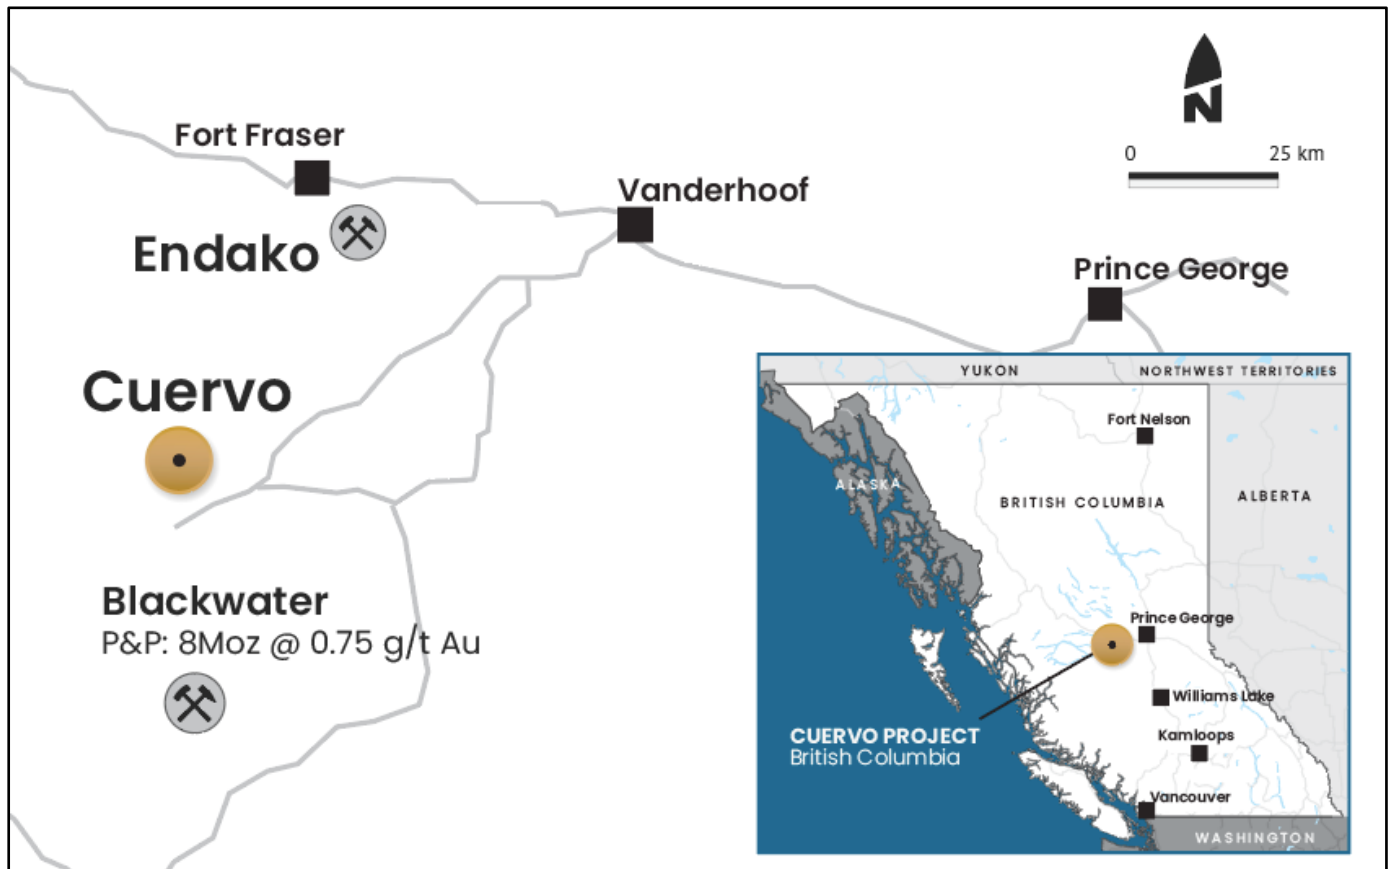 Fort Fraser
Endako
Vanderhoof
N
0 25 km
Prince George
Cuervo
Blackwater
P&P: 8Moz @ 0.75 g/t Au
YUKON
NORTHWEST TERRITORIES
Fort Nelson
ALASKA
BRITISH COLUMBIA
ALBERTA
Prince George
Williams Lake
CUERVO PROJECT
British Columbia
Kamloops
Vancouver
WASHINGTON